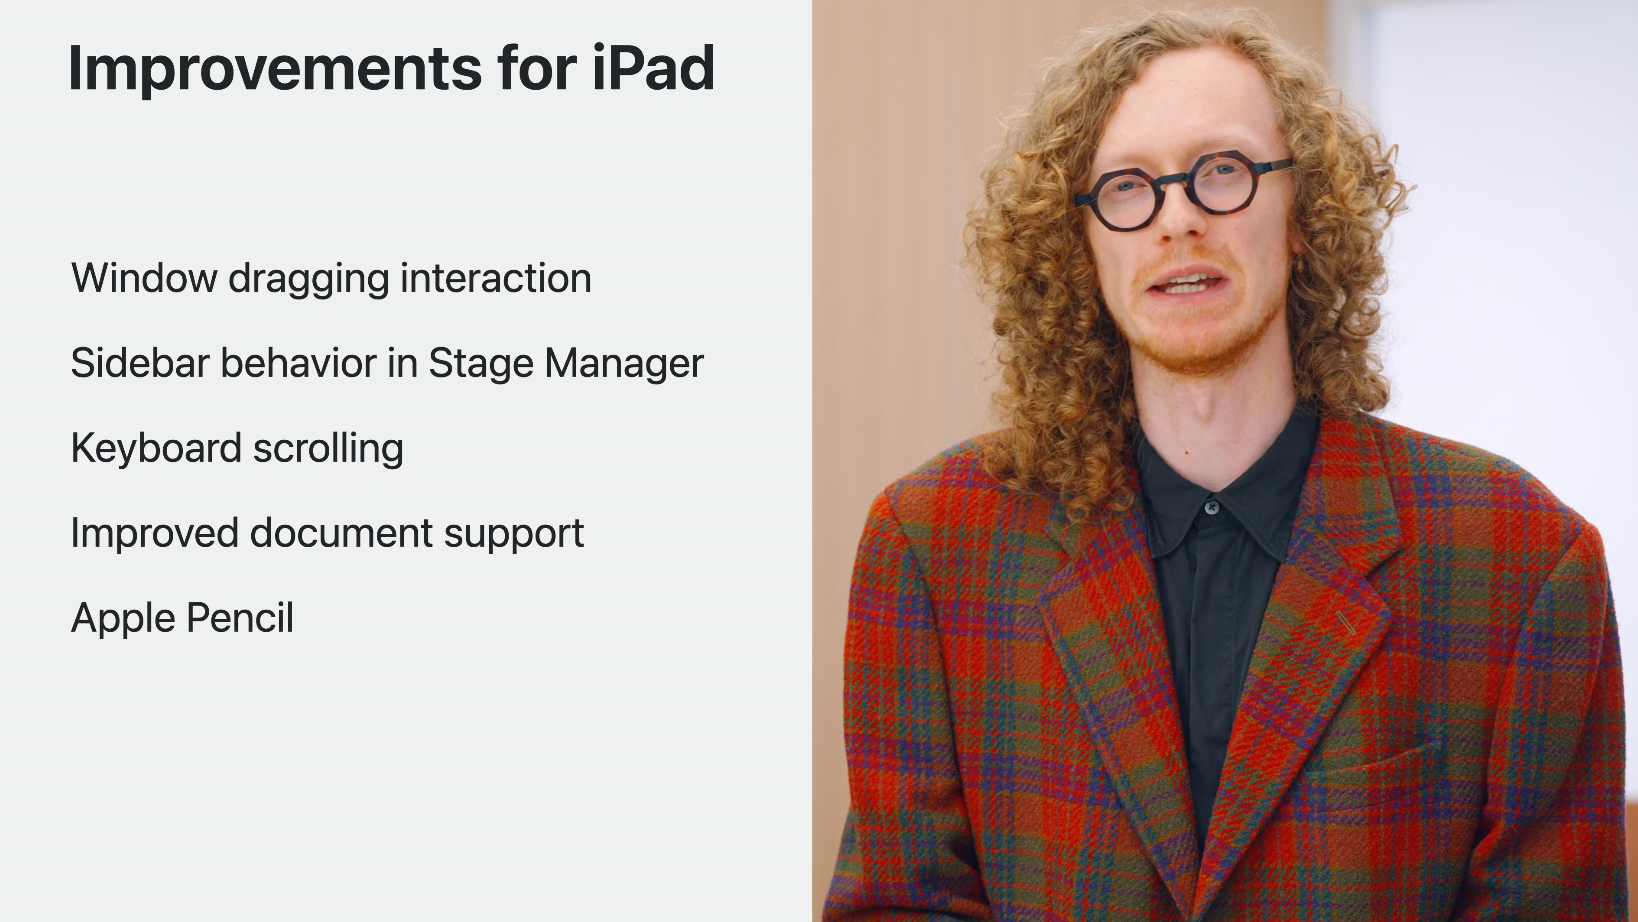 Improvements for iPad
Window dragging interaction
Sidebar behavior in Stage Manager
Keyboard scrolling
Improved document support
Apple Pencil